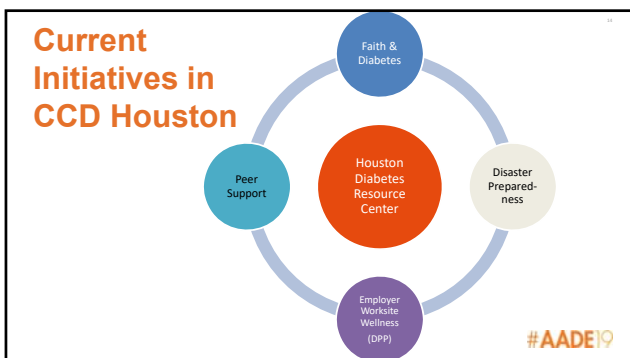 Current
Initiatives in
CCD Houston
Faith &
Diabetes
Peer
Support
Houston
Diabetes
Resource
Center
Disaster
Prepared-
ness
Employer
Worksite
Wellness
(DPP)
#AADE19